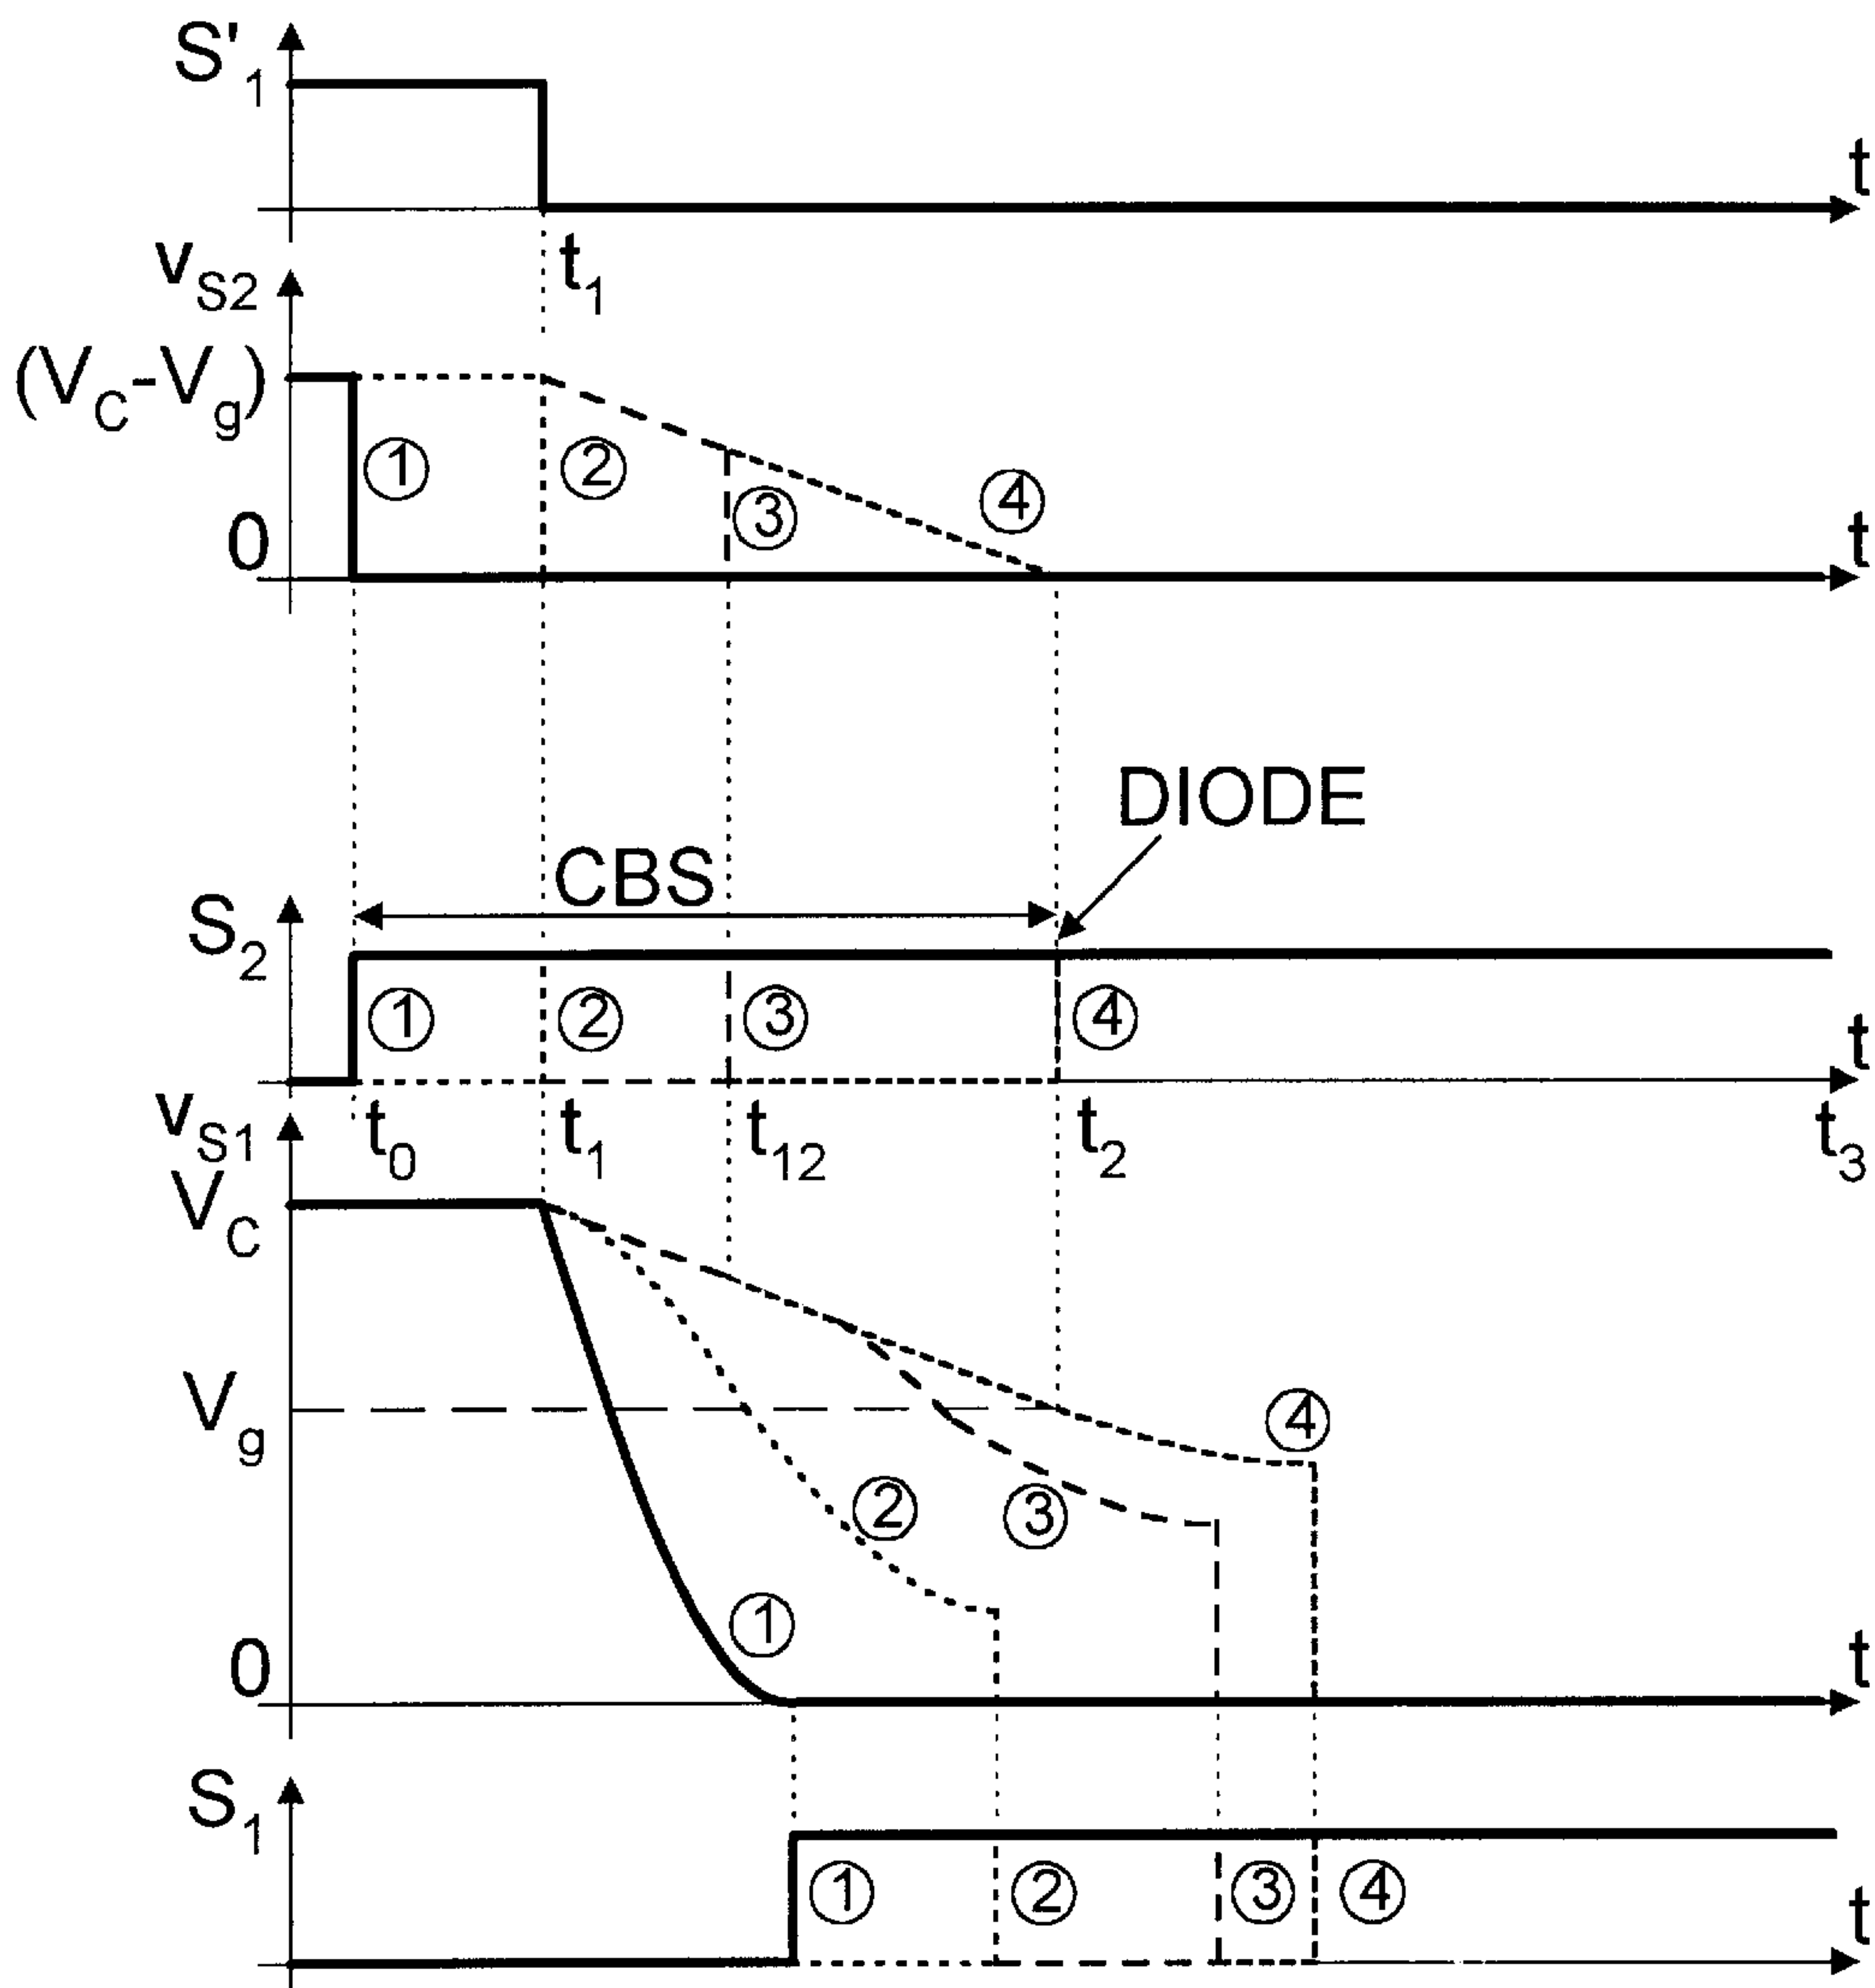 S'1
t
t1
vS2
(VC-Vg)
① ② ③ ④
0
t
DIODE
CBS
S2
① ② ③ ④
t
t0 t1 t12 t2 t3
vS1
VC
Vg
④
② ③
①
0
t
S1
① ② ③ ④
t